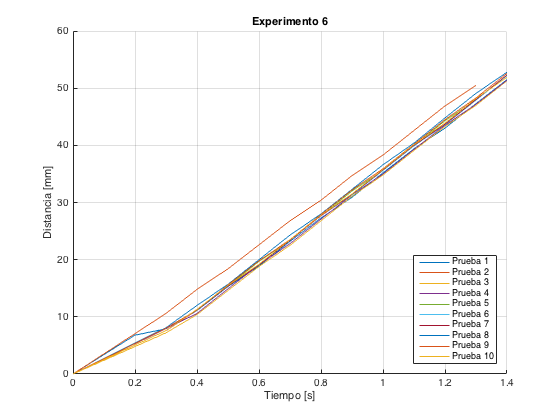 Experimento 6
Distancia [mm]
60
50
40
30
20
10
0
0
0.2
0.4
0.6
0.8
1
1.2
1.4
Tiempo [s]
Prueba 1
Prueba 2
Prueba 3
Prueba 4
Prueba 5
Prueba 6
Prueba 7
Prueba 8
Prueba 9
Prueba 10